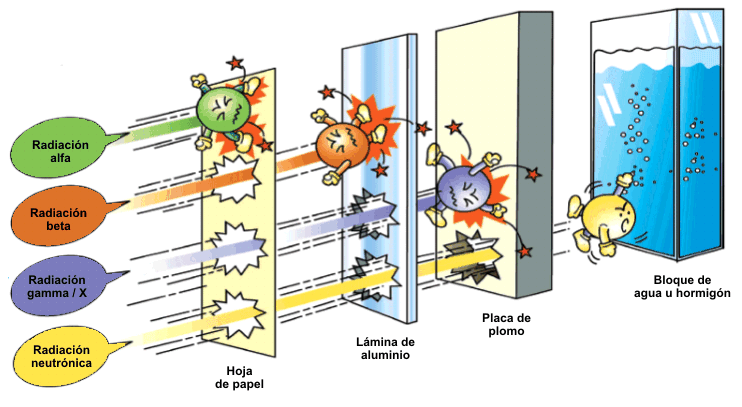 Radiación
alfa
Radiación
beta
Radiación
gamma / X
Radiación
neutrónica
Hoja
de papel
Lámina de
aluminio
Placa de
plomo
Bloque de
agua u hormigón